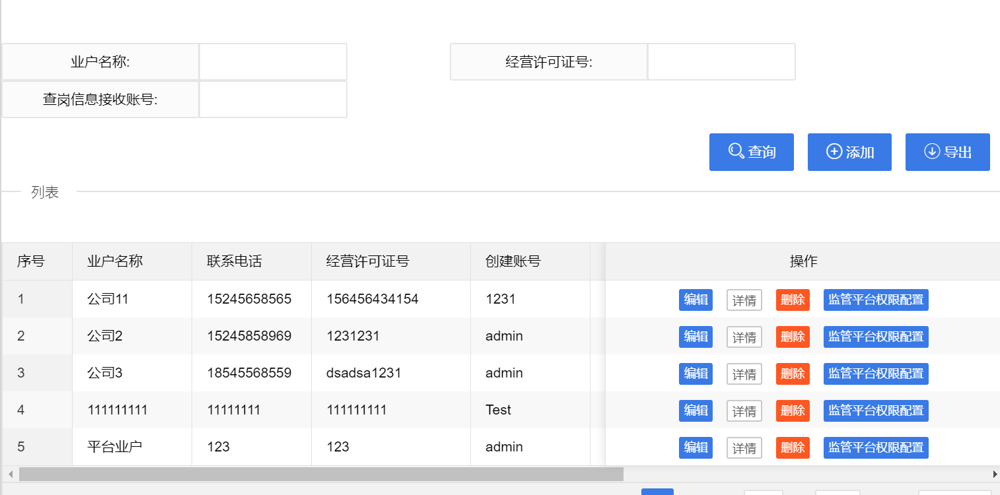 业户名称: 经营许可证号:
查岗信息接收账号:
查询 添加 导出
列表
序号 业户名称 联系电话 经营许可证号 创建账号 操作
1 公司11 15245658565 156456434154 1231 编辑 详情 删除 监管平台权限配置
2 公司2 15245858969 1231231 admin 编辑 详情 删除 监管平台权限配置
3 公司3 18545568559 dsadsa1231 admin 编辑 详情 删除 监管平台权限配置
4 111111111 11111111 111111111 Test 编辑 详情 删除 监管平台权限配置
5 平台业户 123 123 admin 编辑 详情 删除 监管平台权限配置